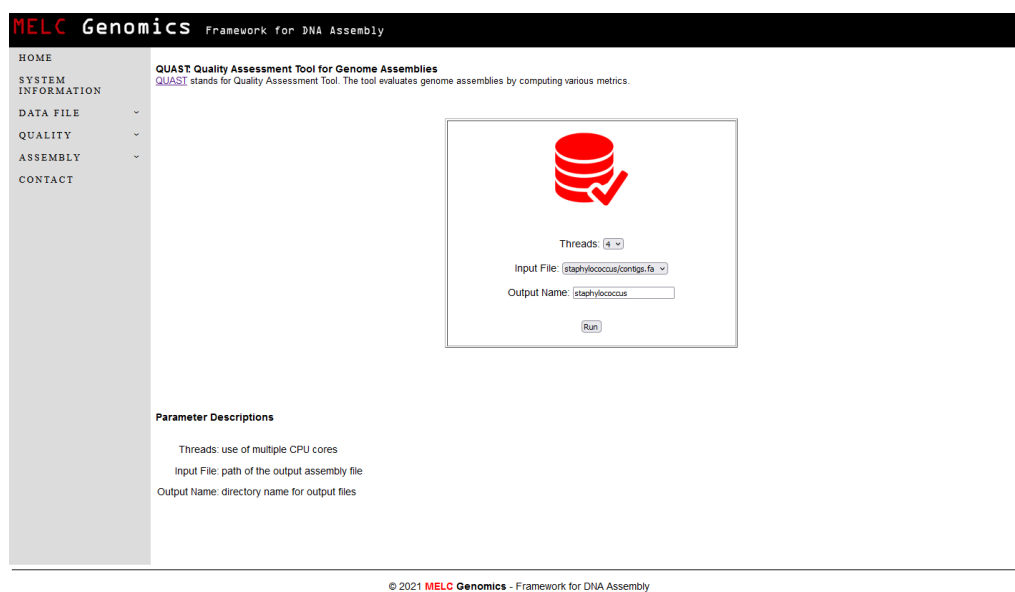 MELC Genomics Framework for DNA Assembly
HOME
SYSTEM
INFORMATION
DATA FILE
QUALITY
ASSEMBLY
CONTACT
QUAST: Quality Assessment Tool for Genome Assemblies
QUAST stands for Quality Assessment Tool. The tool evaluates genome assemblies by computing various metrics.
Threads: 4
Input File: staphylococcus/contigs.fa
Output Name: staphylococcus
Run
Parameter Descriptions
Threads: use of multiple CPU cores
Input File: path of the output assembly file
Output Name: directory name for output files
© 2021 MELC Genomics - Framework for DNA Assembly